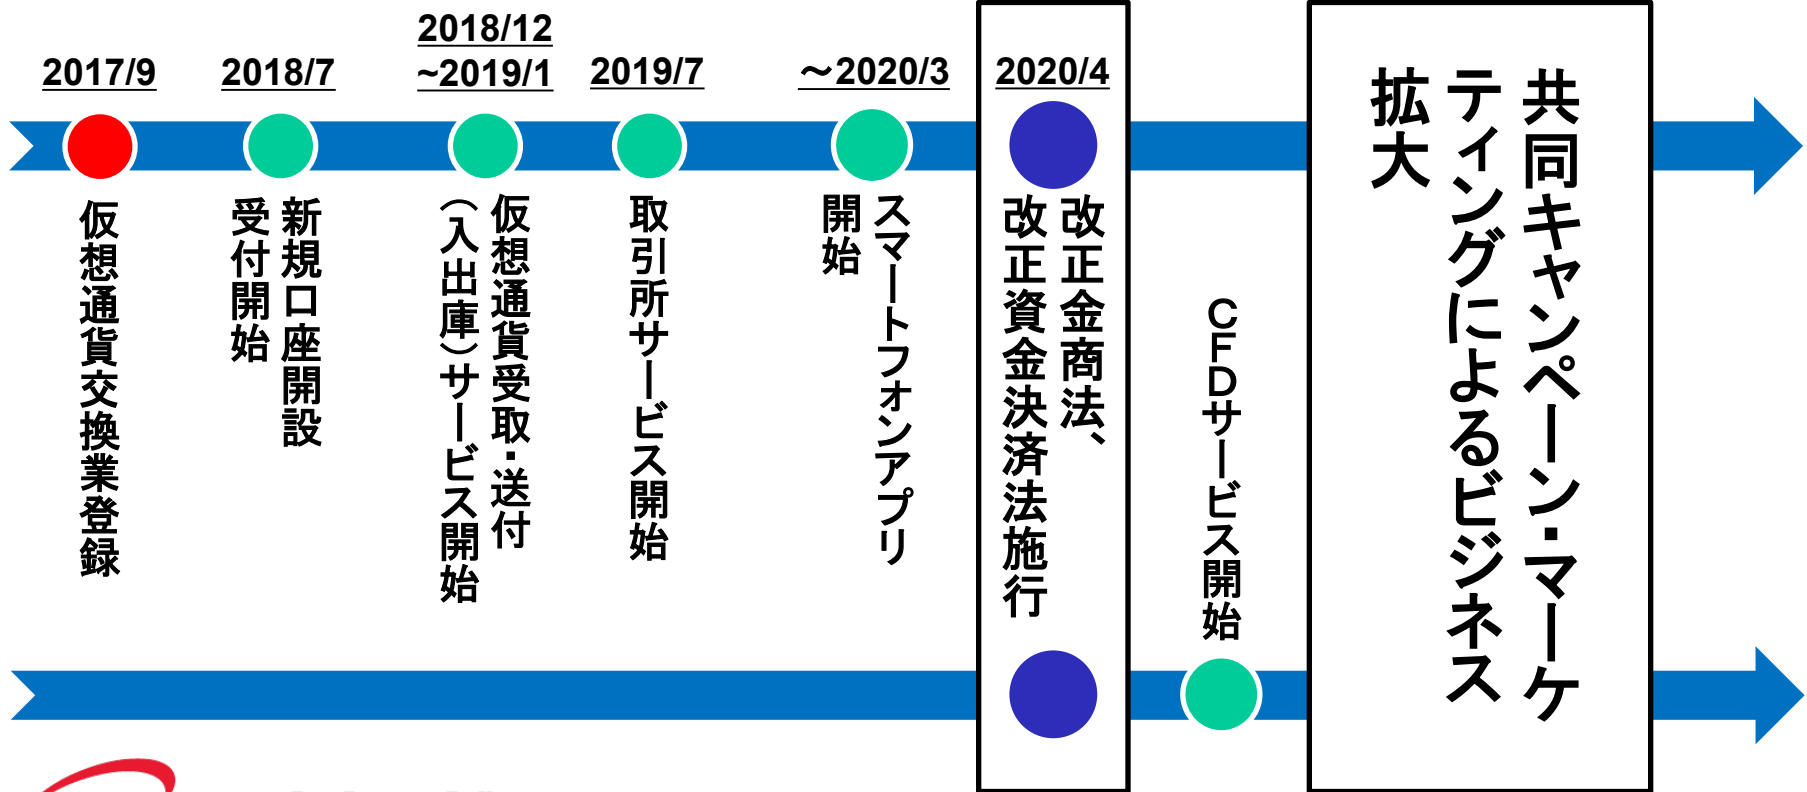 2017/9
仮想通貨交換業登録
2018/7
新規口座開設
受付開始
2018/12
~2019/1
仮想通貨受取・送付
（入出庫）サービス開始
2019/7
取引所サービス開始
～2020/3
スマートフォンアプリ
開始
2020/4
改正金商法、
改正資金決済法施行
ＣＦＤサービス開始
共同キャンペーン・マーケ
ティングによるビジネス
拡大